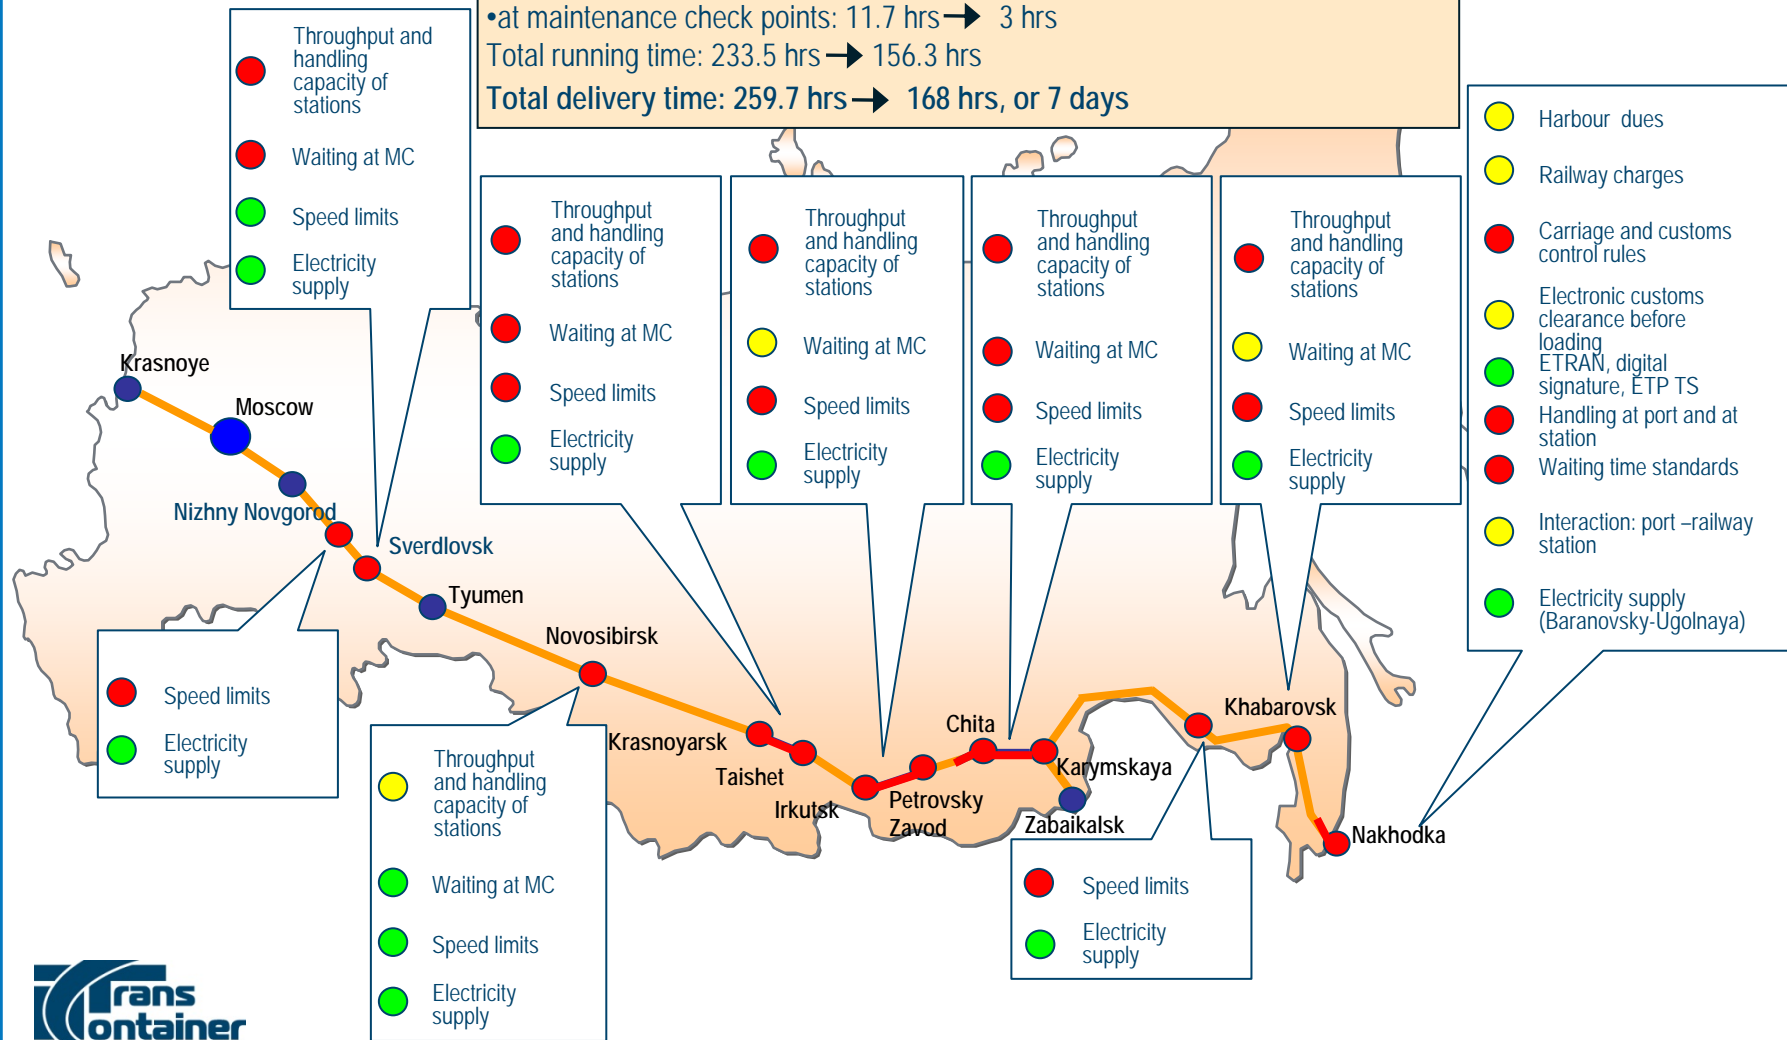 •at maintenance check points: 11.7 hrs → 3 hrs
Total running time: 233.5 hrs → 156.3 hrs
Total delivery time: 259.7 hrs → 168 hrs, or 7 days
Throughput and
handling
capacity of
stations
Waiting at MC
Speed limits
Electricity
supply
Throughput
and handling
capacity of
stations
Waiting at MC
Speed limits
Electricity
supply
Throughput
and handling
capacity of
stations
Waiting at MC
Speed limits
Electricity
supply
Throughput
and handling
capacity of
stations
Waiting at MC
Speed limits
Electricity
supply
Throughput
and handling
capacity of
stations
Waiting at MC
Speed limits
Electricity
supply
Harbour dues
Railway charges
Carriage and customs
control rules
Electronic customs
clearance before
loading
ETRAN, digital
signature, ETP TS
Handling at port and at
station
Waiting time standards
Interaction: port –railway
station
Electricity supply
(Baranovsky-Ugolnaya)
Krasnoye
Moscow
Nizhny Novgorod
Sverdlovsk
Tyumen
Novosibirsk
Krasnoyarsk
Taishet
Irkutsk
Petrovsky
Zavod
Chita
Karymskaya
Zabaikalsk
Khabarovsk
Nakhodka
Speed limits
Electricity
supply
Throughput
and handling
capacity of
stations
Waiting at MC
Speed limits
Electricity
supply
Speed limits
Electricity
supply
Trans
Container